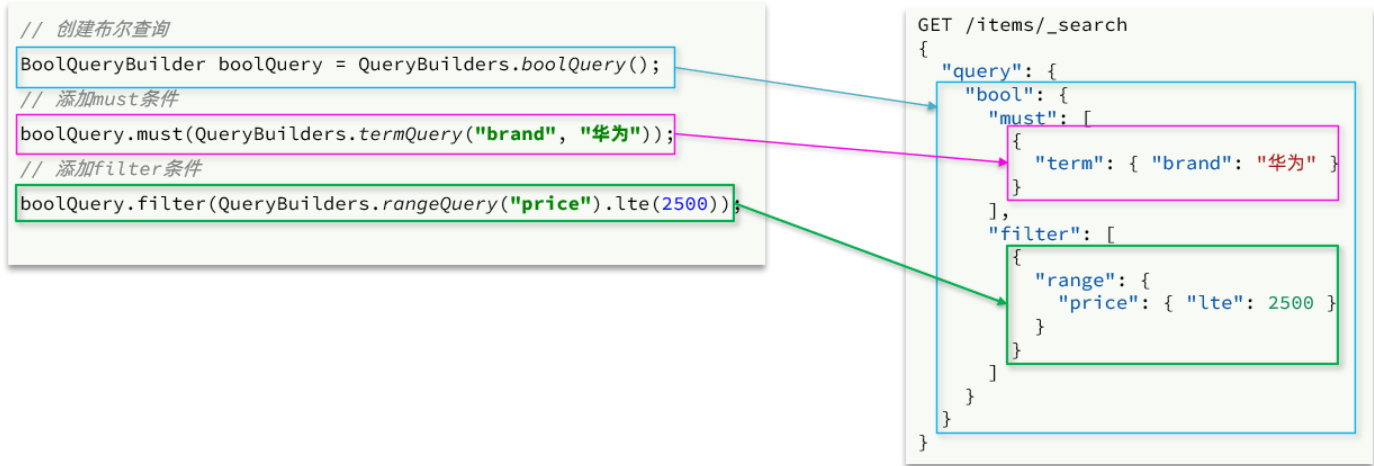 // 创建布尔查询
BoolQueryBuilder boolQuery = QueryBuilders.boolQuery();
// 添加must条件
boolQuery.must(QueryBuilders.termQuery("brand", "华为"));
// 添加filter条件
boolQuery.filter(QueryBuilders.rangeQuery("price").lte(2500));
GET /items/_search
{
  "query": {
    "bool": {
      "must": [
        {
          "term": { "brand": "华为" }
        }
      ],
      "filter": [
        {
          "range": {
            "price": { "lte": 2500 }
          }
        }
      ]
    }
  }
}